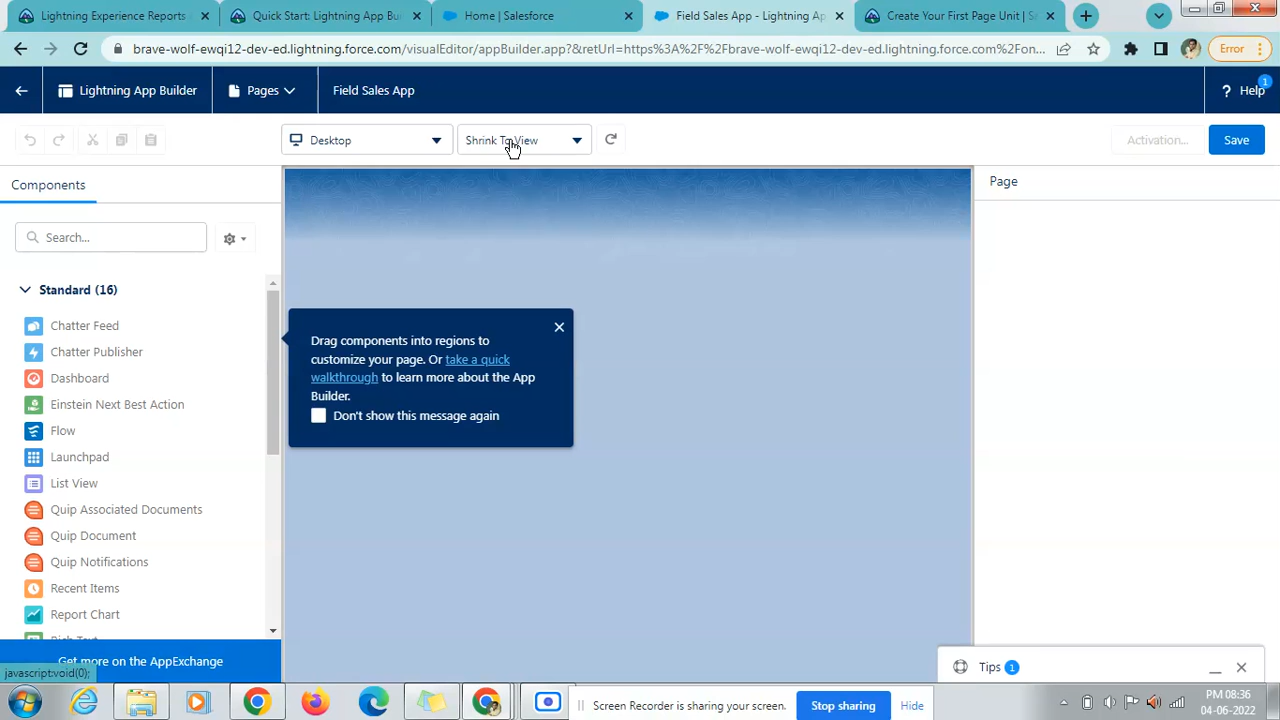 Lightning Experience Reports
Quick Start: Lightning App Bui
Home | Salesforce
Field Sales App - Lightning Ap
Create Your First Page Unit | Sa
brave-wolf-ewqi12-dev-ed.lightning.force.com/visualEditor/appBuilder.app?&retUrl=https%3A%2F%2Fbrave-wolf-ewqi12-dev-ed.lightning.force.com%2Fon...
Error
Lightning App Builder
Pages
Field Sales App
? Help
1
Desktop
Shrink To View
Activation...
Save
Components
Page
Search...
Standard (16)
Chatter Feed
Chatter Publisher
Dashboard
Einstein Next Best Action
Flow
Launchpad
List View
Quip Associated Documents
Quip Document
Quip Notifications
Recent Items
Report Chart
Rich Text
Drag components into regions to
customize your page. Or take a quick
walkthrough to learn more about the App
Builder.
Don't show this message again
Get more on the AppExchange
javascript:void(0);
Tips 1
Screen Recorder is sharing your screen.
Stop sharing
Hide
PM 08:36
04-06-2022